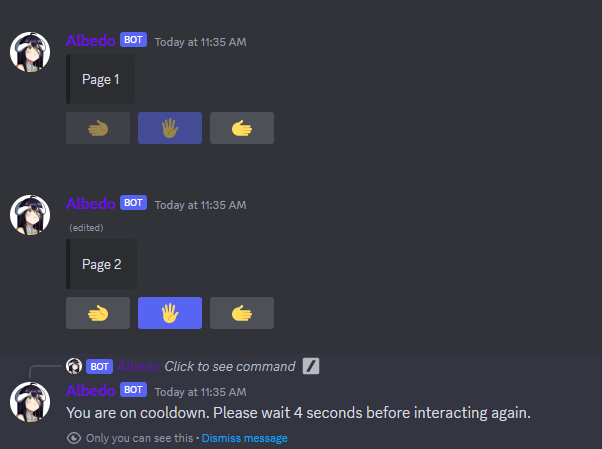 Albedo BOT Today at 11:35 AM
Page 1
Albedo BOT Today at 11:35 AM
(edited)
Page 2
BOT Albedo Click to see command
Albedo BOT Today at 11:35 AM
You are on cooldown. Please wait 4 seconds before interacting again.
Only you can see this • Dismiss message